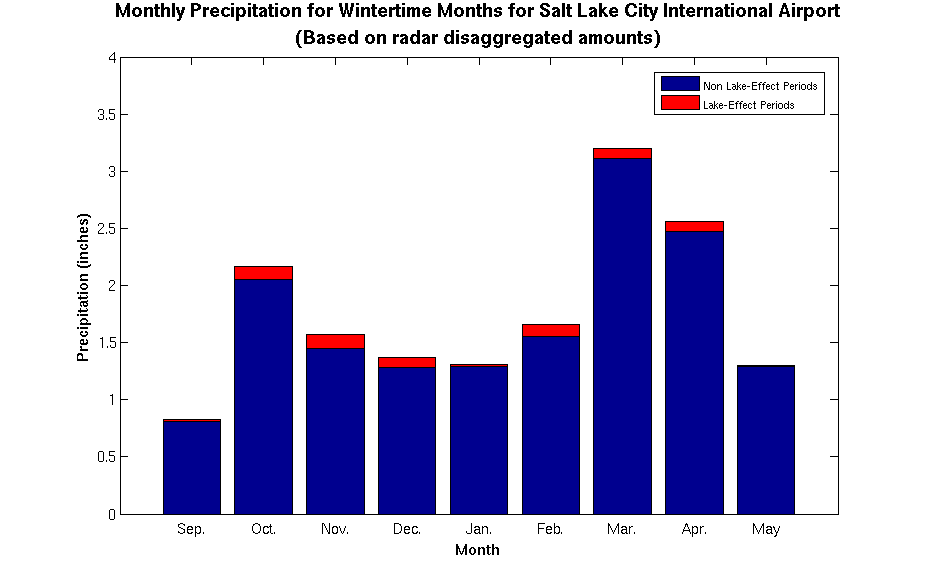 Monthly Precipitation for Wintertime Months for Salt Lake City International Airport
(Based on radar disaggregated amounts)
4
Non Lake-Effect Periods
Lake-Effect Periods
3.5
3
2.5
2
1.5
1
0.5
0
Precipitation (inches)
Sep. Oct. Nov. Dec. Jan. Feb. Mar. Apr. May
Month